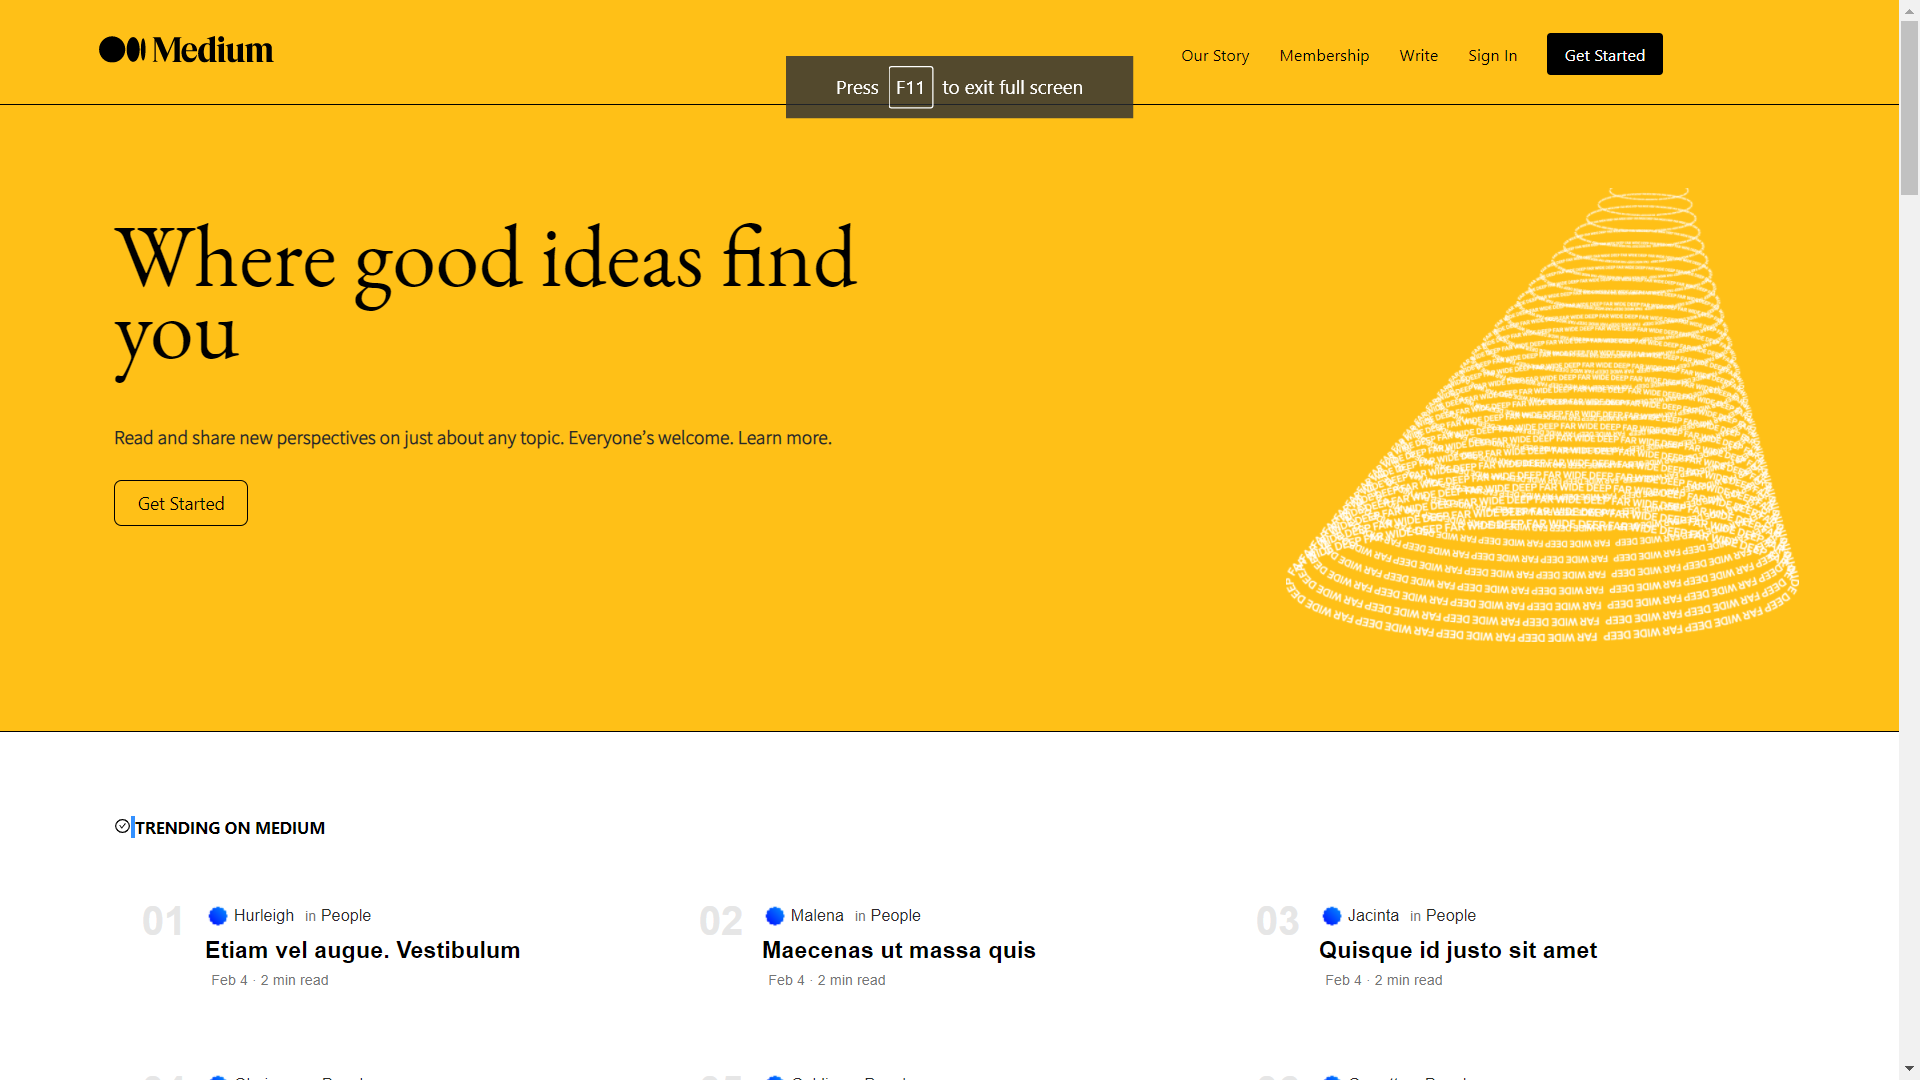 Medium
Our Story
Membership
Write
Sign In
Get Started
Press F11 to exit full screen
Where good ideas find
you
Read and share new perspectives on just about any topic. Everyone’s welcome. Learn more.
Get Started
TRENDING ON MEDIUM
01
Hurleigh in People
Etiam vel augue. Vestibulum
Feb 4 · 2 min read
02
Malena in People
Maecenas ut massa quis
Feb 4 · 2 min read
03
Jacinta in People
Quisque id justo sit amet
Feb 4 · 2 min read
DEEP FAR WIDE DEEP FAR WIDE DEEP FAR WIDE